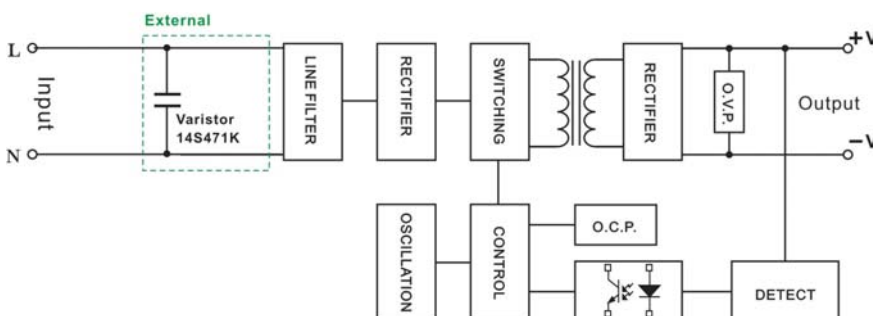 External
L
Input
N
Varistor
14S471K
LINE FILTER
RECTIFIER
SWITCHING
RECTIFIER
O.V.P.
+V
Output
-V
OSCILLATION
CONTROL
O.C.P.
DETECT